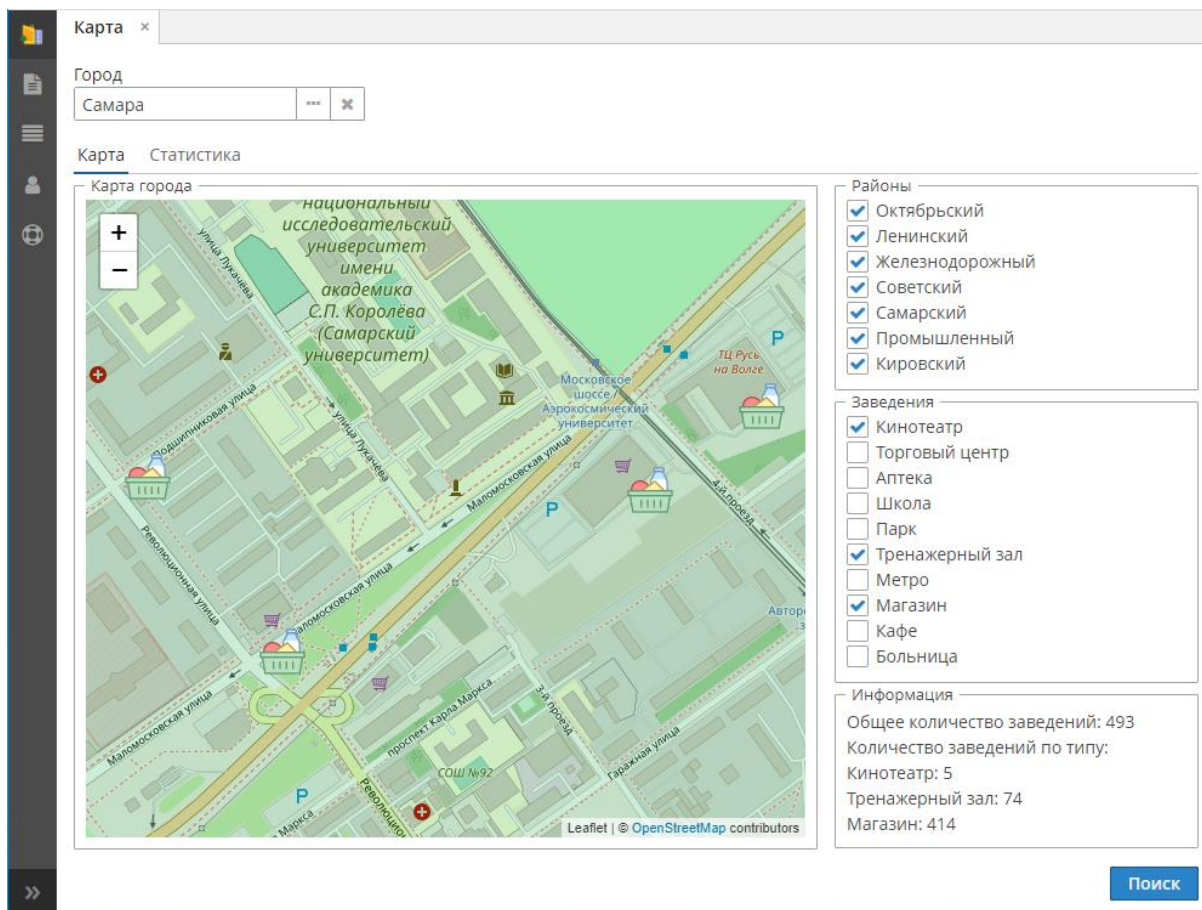 Карта ×
Город
Самара
Карта Статистика
Карта города
+
−
национальный
исследовательский
университет
имени
академика
С.П. Королёва
(Самарский
университет)
улица Лукачёва
P
ТЦ Русь
на Волге
Московское
шоссе /
Аэрокосмический
университет
Подшипниковая улица
улица Лукачёва
Маломосковская улица
4-й проезд
P
Революционная улица
Маломосковская улица
Маломосковская улица
проспект Карла Маркса
3-й проезд
Гаражная улица
СОШ №92
P
Маркса
Leaflet | © OpenStreetMap contributors
Районы
Октябрьский
Ленинский
Железнодорожный
Советский
Самарский
Промышленный
Кировский
Заведения
Кинотеатр
Торговый центр
Аптека
Школа
Парк
Тренажерный зал
Метро
Магазин
Кафе
Больница
Информация
Общее количество заведений: 493
Количество заведений по типу:
Кинотеатр: 5
Тренажерный зал: 74
Магазин: 414
Поиск